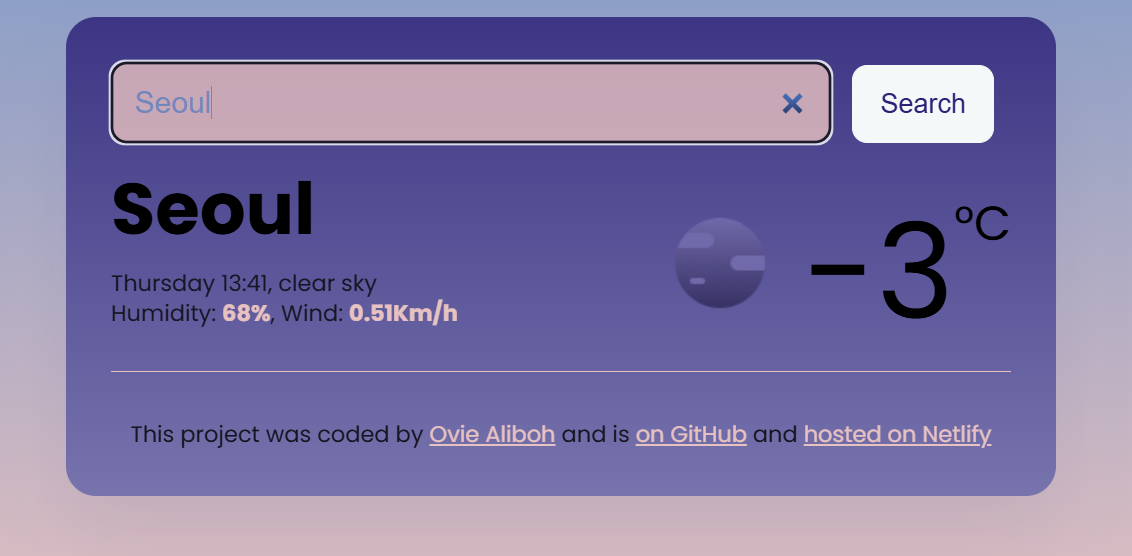 Seoul
Search
Seoul
−3
°C
Thursday 13:41, clear sky
Humidity: 68%, Wind: 0.51Km/h
This project was coded by Ovie Aliboh and is on GitHub and hosted on Netlify